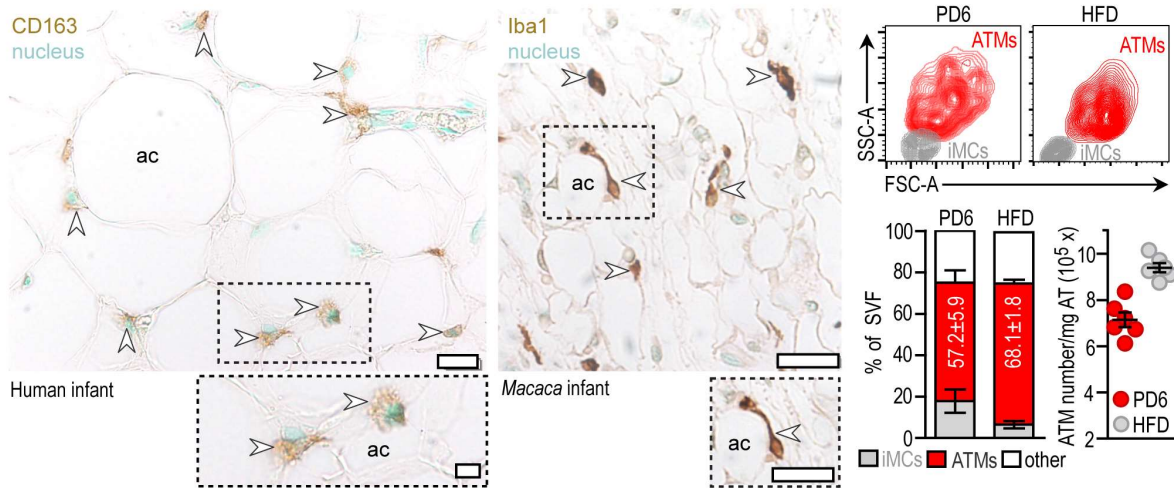 CD163
nucleus
ac
ac
Human infant
Iba1
nucleus
ac
Macaca infant
ac
PD6
HFD
ATMs
ATMs
iMCs
iMCs
SSC-A
FSC-A
PD6
HFD
% of SVF
100
80
60
40
20
0
57.2±5.9
68.1±1.8
iMCs
ATMs
other
ATM number/mg AT (10⁵ x)
10
8
6
4
2
PD6
HFD